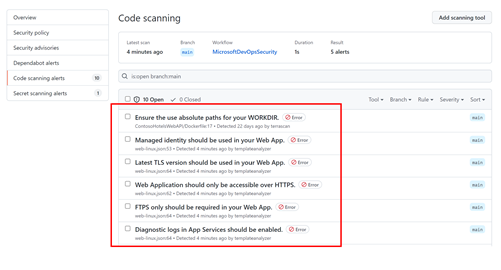 Overview
Security policy
Security advisories
Dependabot alerts
Code scanning alerts 10
Secret scanning alerts 1
Code scanning
Add scanning tool
Latest scan Branch Workflow Duration Result
4 minutes ago main MicrosoftDevOpsSecurity 1s 5 alerts
is:open branch:main
10 Open 0 Closed Tool Branch Rule Severity Sort
Ensure the use absolute paths for your WORKDIR. Error main
ContosoHotelsWebAPI/Dockerfile:17 • Detected 22 days ago by terrascan
Managed identity should be used in your Web App. Error main
web-linux.json:53 • Detected 4 minutes ago by templateanalyzer
Latest TLS version should be used in your Web App. Error main
web-linux.json:64 • Detected 4 minutes ago by templateanalyzer
Web Application should only be accessible over HTTPS. Error main
web-linux.json:62 • Detected 4 minutes ago by templateanalyzer
FTPS only should be required in your Web App. Error main
web-linux.json:62 • Detected 4 minutes ago by templateanalyzer
Diagnostic logs in App Services should be enabled. Error main
web-linux.json:64 • Detected 4 minutes ago by templateanalyzer